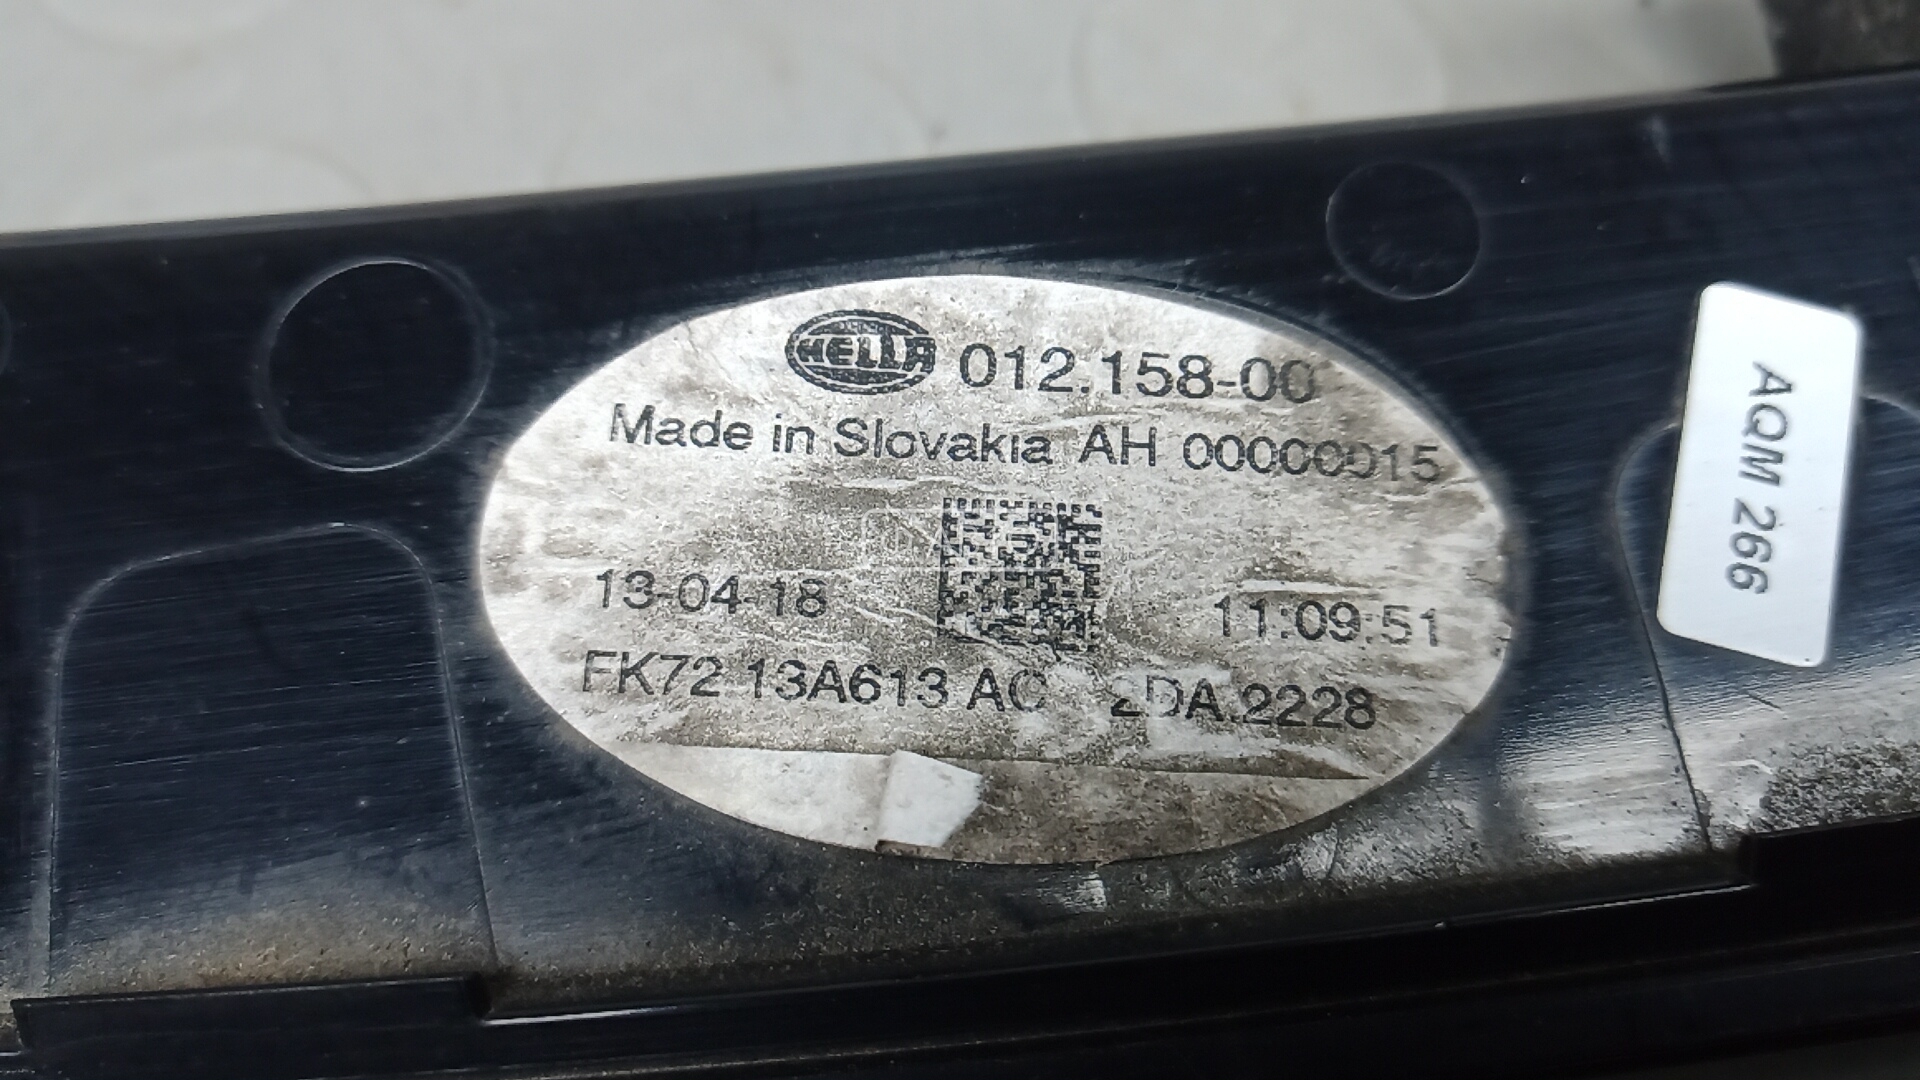 HELLA 012.158-00
Made in Slovakia AH 00000015
13-04-18 11:09:51
FK72 13A613 AC 2DA.2228
AQM 266